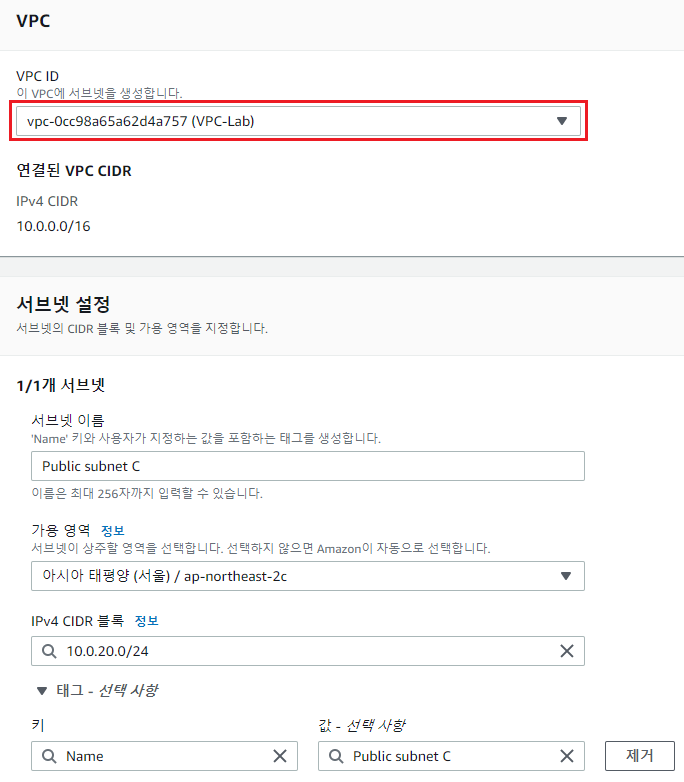 VPC
VPC ID
이 VPC에 서브넷을 생성합니다.
vpc-0cc98a65a62d4a757 (VPC-Lab)
연결된 VPC CIDR
IPv4 CIDR
10.0.0.0/16
서브넷 설정
서브넷의 CIDR 블록 및 가용 영역을 지정합니다.
1/1개 서브넷
서브넷 이름
'Name' 키와 사용자가 지정하는 값을 포함하는 태그를 생성합니다.
Public subnet C
이름은 최대 256자까지 입력할 수 있습니다.
가용 영역 정보
서브넷이 상주할 영역을 선택합니다. 선택하지 않으면 Amazon이 자동으로 선택합니다.
아시아 태평양 (서울) / ap-northeast-2c
IPv4 CIDR 블록 정보
10.0.20.0/24
태그 - 선택 사항
키 값 - 선택 사항
Name Public subnet C 제거